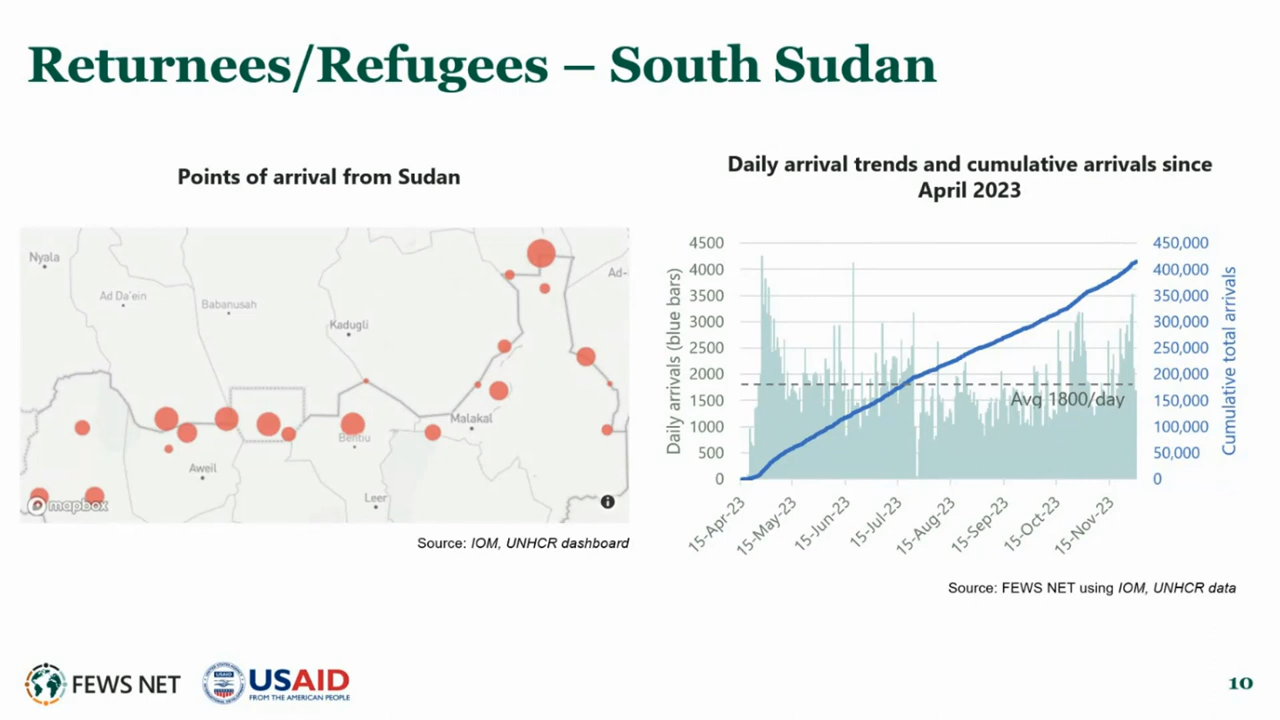 Returnees/Refugees – South Sudan
Points of arrival from Sudan
Nyala
Ad Da'ein
Babanusah
Kadugli
Ad-
Malakal
Bentiu
Aweil
Leer
mapbox
Source: IOM, UNHCR dashboard
Daily arrival trends and cumulative arrivals since
April 2023
Daily arrivals (blue bars)
4500
4000
3500
3000
2500
2000
1500
1000
500
0
Avg 1800/day
450,000
400,000
350,000
300,000
250,000
200,000
150,000
100,000
50,000
0
Cumulative total arrivals
15-Apr-23
15-May-23
15-Jun-23
15-Jul-23
15-Aug-23
15-Sep-23
15-Oct-23
15-Nov-23
Source: FEWS NET using IOM, UNHCR data
FEWS NET
USAID
FROM THE AMERICAN PEOPLE
10